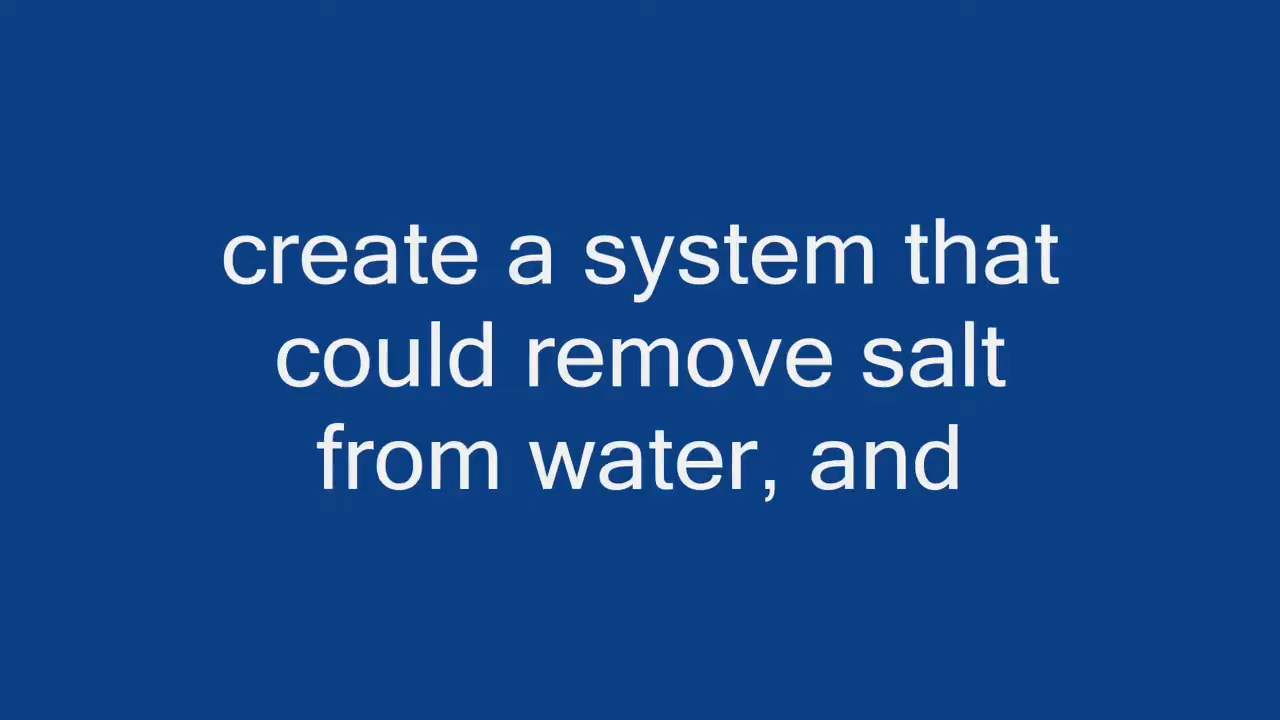 create a system that
could remove salt
from water, and